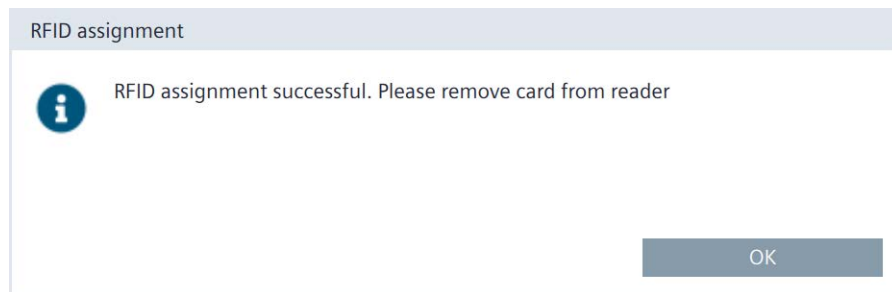 RFID assignment
RFID assignment successful. Please remove card from reader
OK